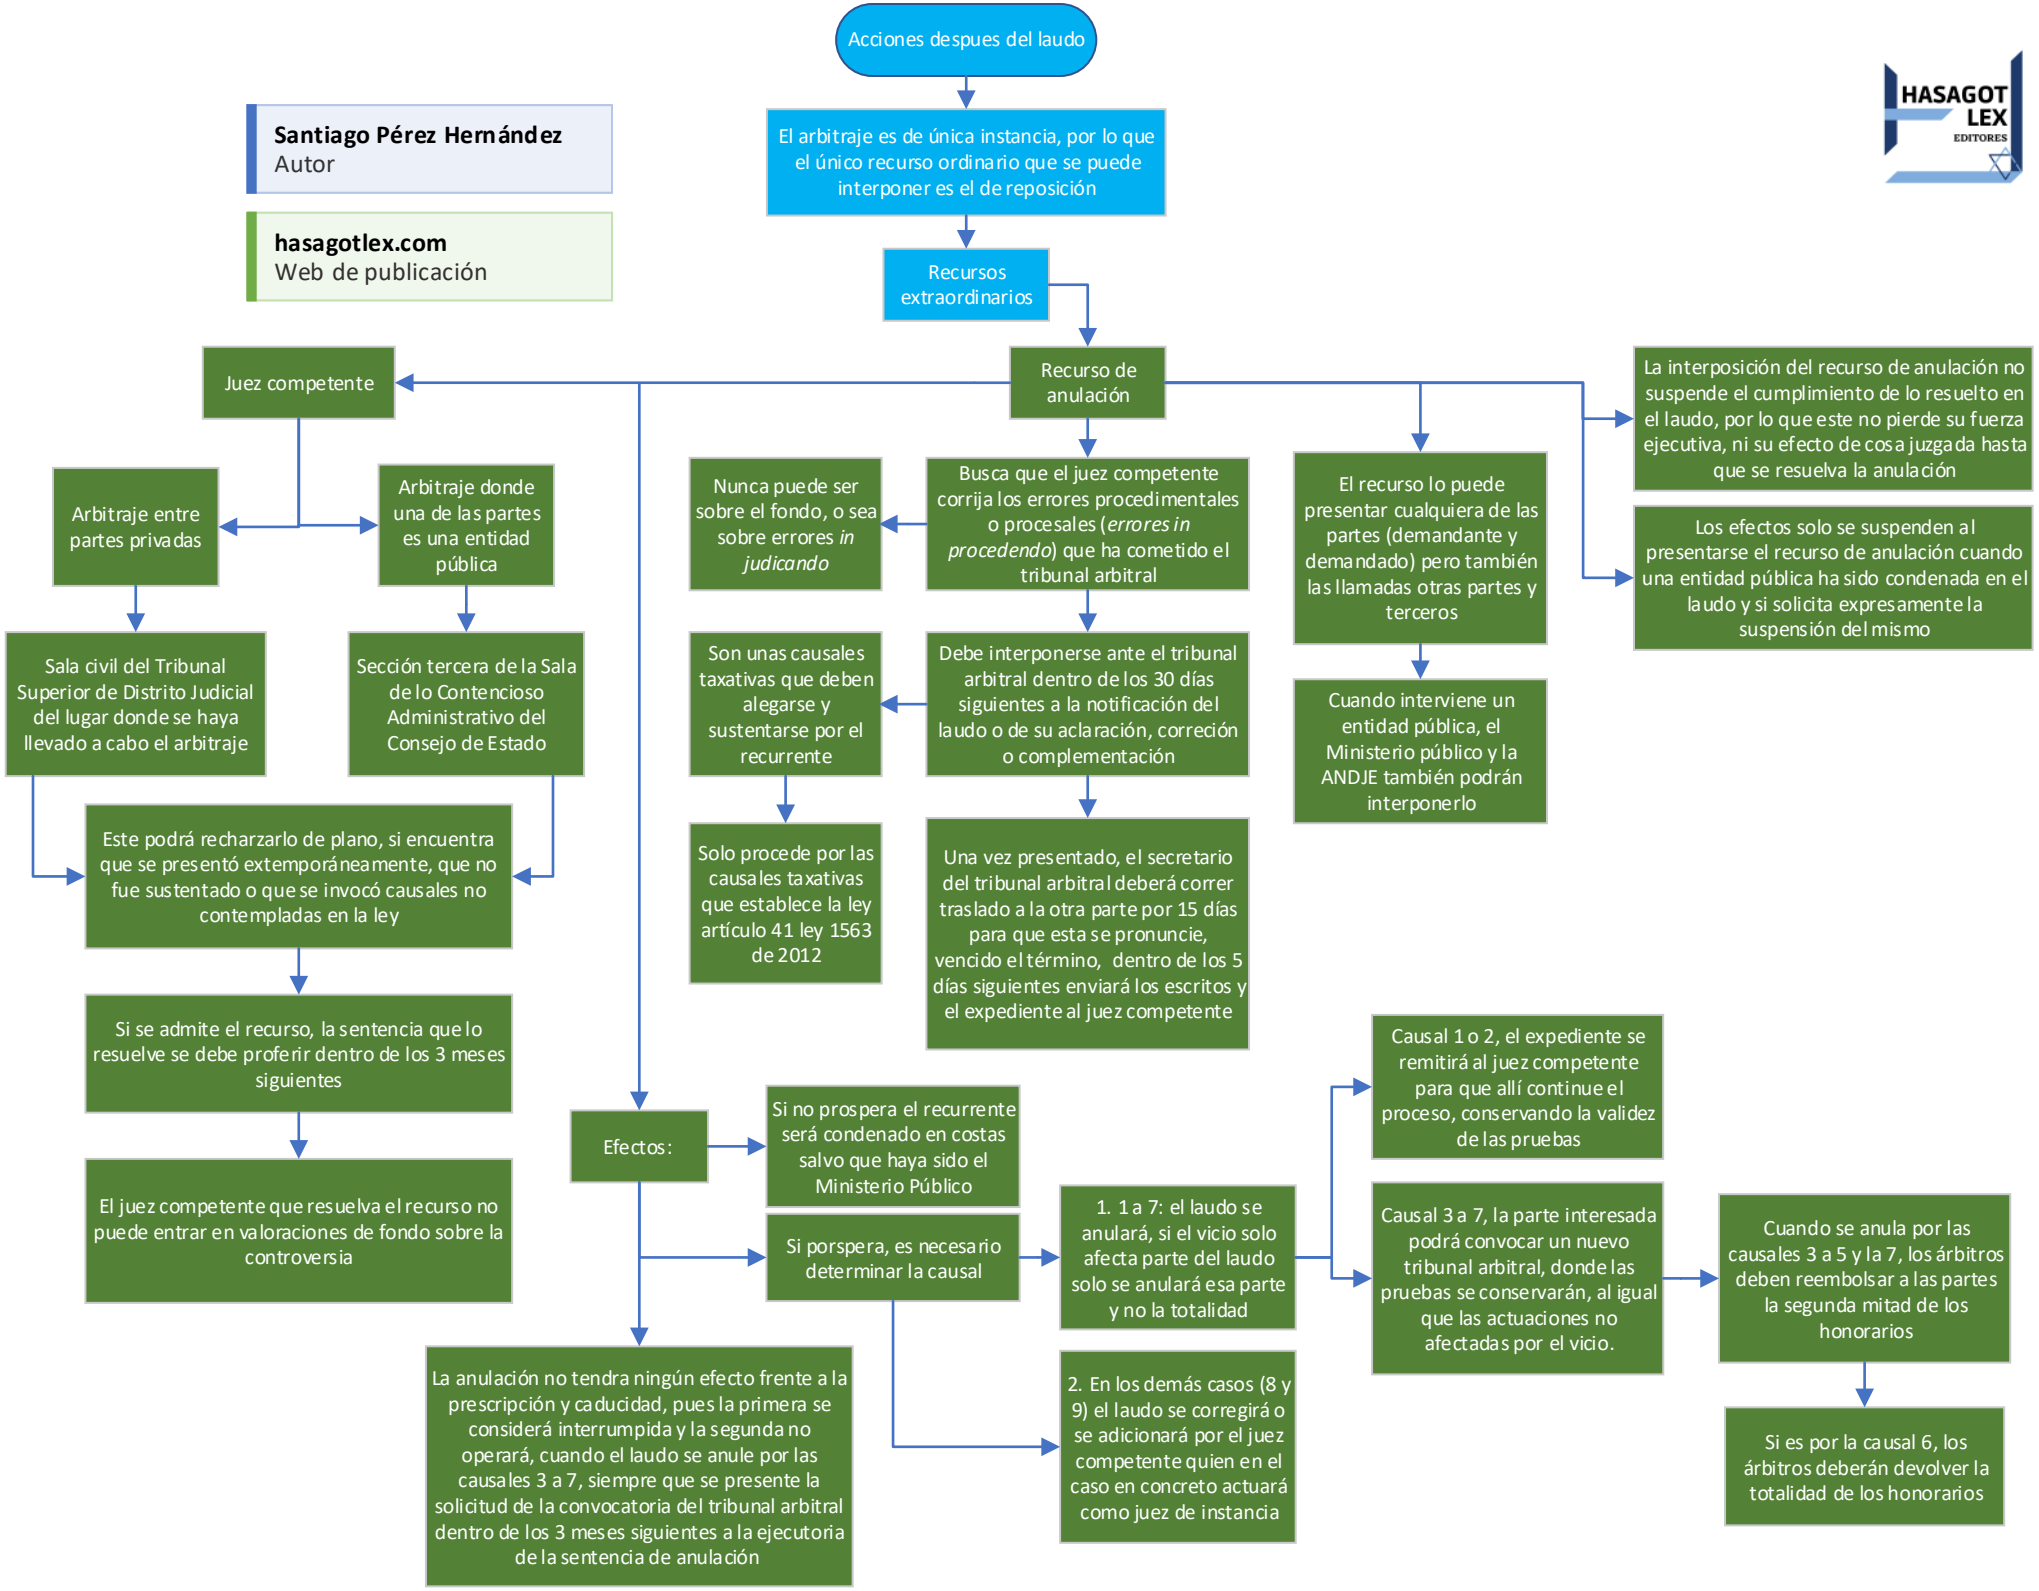 Acciones despues del laudo
HASAGOT
LEX
EDITORES
Santiago Pérez Hernández
Autor
hasagotlex.com
Web de publicación
El arbitraje es de única instancia, por lo que
el único recurso ordinario que se puede
interponer es el de reposición
Recursos
extraordinarios
Recurso de
anulación
Juez competente
Arbitraje entre
partes privadas
Arbitraje donde
una de las partes
es una entidad
pública
Sala civil del Tribunal
Superior de Distrito Judicial
del lugar donde se haya
llevado a cabo el arbitraje
Sección tercera de la Sala
de lo Contencioso
Administrativo del
Consejo de Estado
Este podrá recharzarlo de plano, si encuentra
que se presentó extemporáneamente, que no
fue sustentado o que se invocó causales no
contempladas en la ley
Si se admite el recurso, la sentencia que lo
resuelve se debe proferir dentro de los 3 meses
siguientes
El juez competente que resuelva el recurso no
puede entrar en valoraciones de fondo sobre la
controversia
Nunca puede ser
sobre el fondo, o sea
sobre errores in
judicando
Busca que el juez competente
corrija los errores procedimentales
o procesales (errores in
procedendo) que ha cometido el
tribunal arbitral
Son unas causales
taxativas que deben
alegarse y
sustentarse por el
recurrente
Debe interponerse ante el tribunal
arbitral dentro de los 30 días
siguientes a la notificación del
laudo o de su aclaración, correción
o complementación
Solo procede por las
causales taxativas
que establece la ley
artículo 41 ley 1563
de 2012
Una vez presentado, el secretario
del tribunal arbitral deberá correr
traslado a la otra parte por 15 días
para que esta se pronuncie,
vencido el término, dentro de los 5
días siguientes enviará los escritos y
el expediente al juez competente
El recurso lo puede
presentar cualquiera de las
partes (demandante y
demandado) pero también
las llamadas otras partes y
terceros
Cuando interviene un
entidad pública, el
Ministerio público y la
ANDJE también podrán
interponerlo
La interposición del recurso de anulación no
suspende el cumplimiento de lo resuelto en
el laudo, por lo que este no pierde su fuerza
ejecutiva, ni su efecto de cosa juzgada hasta
que se resuelva la anulación
Los efectos solo se suspenden al
presentarse el recurso de anulación cuando
una entidad pública ha sido condenada en el
laudo y si solicita expresamente la
suspensión del mismo
Efectos:
Si no prospera el recurrente
será condenado en costas
salvo que haya sido el
Ministerio Público
Si porspera, es necesario
determinar la causal
La anulación no tendra ningún efecto frente a la
prescripción y caducidad, pues la primera se
considerá interrumpida y la segunda no
operará, cuando el laudo se anule por las
causales 3 a 7, siempre que se presente la
solicitud de la convocatoria del tribunal arbitral
dentro de los 3 meses siguientes a la ejecutoria
de la sentencia de anulación
1. 1 a 7: el laudo se
anulará, si el vicio solo
afecta parte del laudo
solo se anulará esa parte
y no la totalidad
2. En los demás casos (8 y
9) el laudo se corregirá o
se adicionará por el juez
competente quien en el
caso en concreto actuará
como juez de instancia
Causal 1 o 2, el expediente se
remitirá al juez competente
para que allí continue el
proceso, conservando la validez
de las pruebas
Causal 3 a 7, la parte interesada
podrá convocar un nuevo
tribunal arbitral, donde las
pruebas se conservarán, al igual
que las actuaciones no
afectadas por el vicio.
Cuando se anula por las
causales 3 a 5 y la 7, los árbitros
deben reembolsar a las partes
la segunda mitad de los
honorarios
Si es por la causal 6, los
árbitros deberán devolver la
totalidad de los honorarios